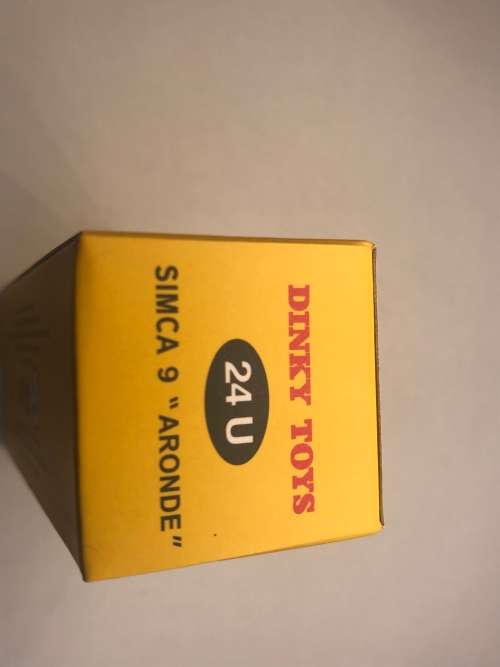 DINKY TOYS
24 U
SIMCA 9 “ ARONDE”